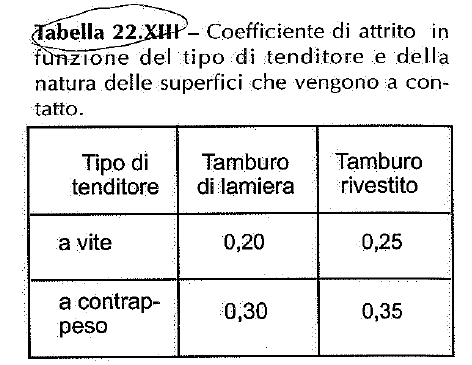 Tabella 22.XIII – Coefficiente di attrito in
funzione del tipo di tenditore e della
natura delle superfici che vengono a con-
tatto.
Tipo di
tenditore
Tamburo
di lamiera
Tamburo
rivestito
a vite
0,20
0,25
a contrap-
peso
0,30
0,35